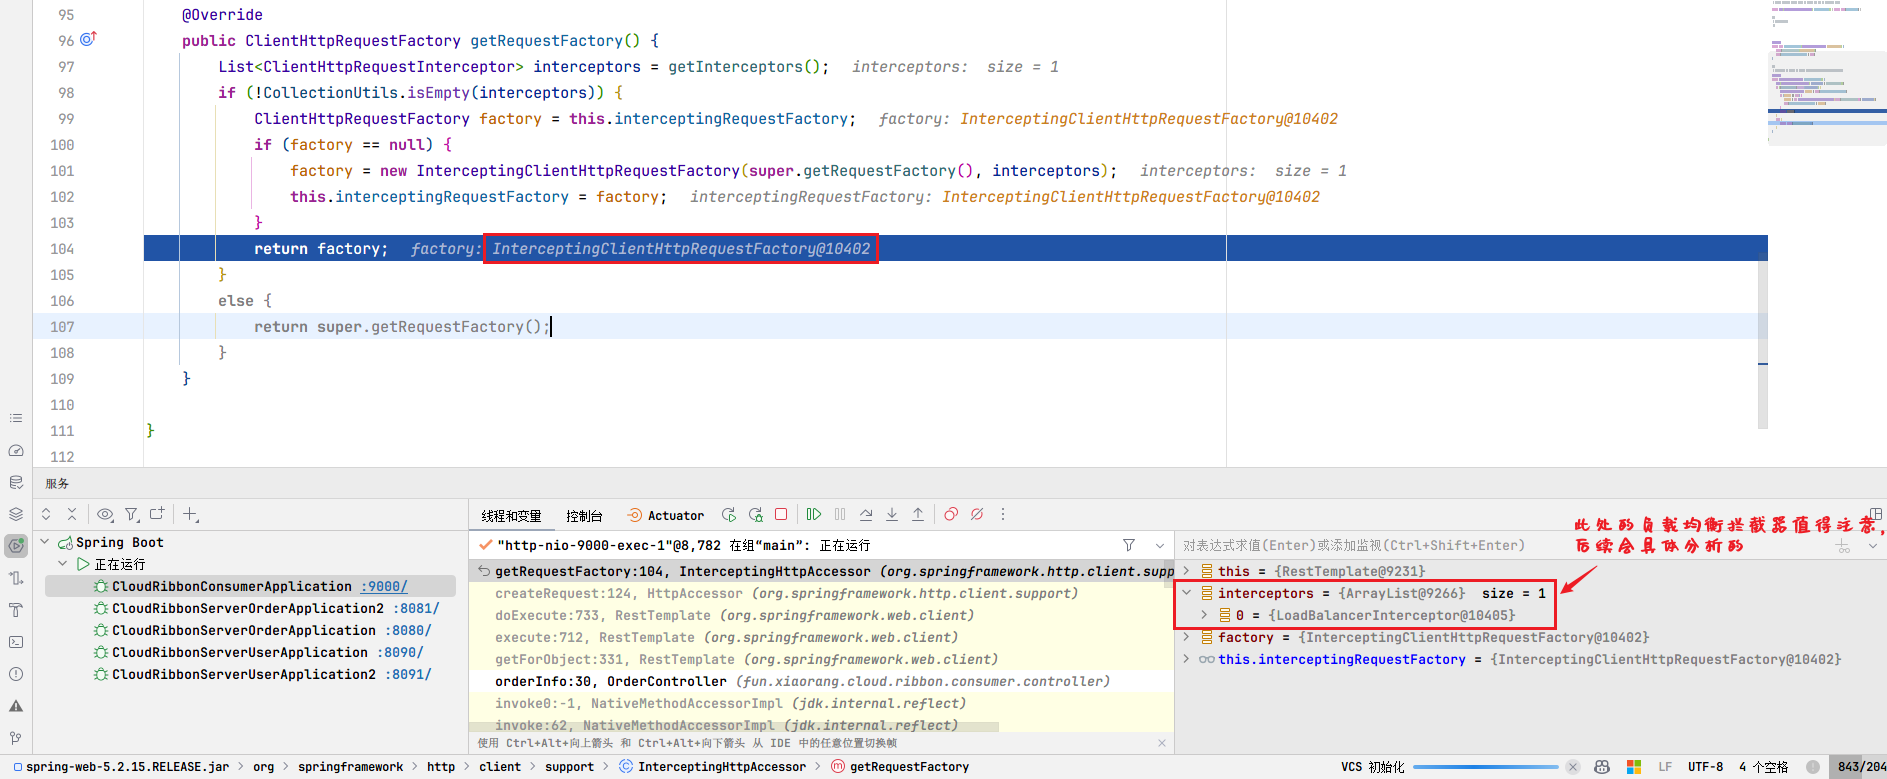 95 @Override
96 public ClientHttpRequestFactory getRequestFactory() {
97 List<ClientHttpRequestInterceptor> interceptors = getInterceptors(); interceptors: size = 1
98 if (!CollectionUtils.isEmpty(interceptors)) {
99 ClientHttpRequestFactory factory = this.interceptingRequestFactory; factory: InterceptingClientHttpRequestFactory@10402
100 if (factory == null) {
101 factory = new InterceptingClientHttpRequestFactory(super.getRequestFactory(), interceptors); interceptors: size = 1
102 this.interceptingRequestFactory = factory; interceptingRequestFactory: InterceptingClientHttpRequestFactory@10402
103 }
104 return factory; factory: InterceptingClientHttpRequestFactory@10402
105 }
106 else {
107 return super.getRequestFactory();
108 }
109 }
110
111 }
112
服务
线程和变量 控制台 Actuator
此处的负载均衡拦截器值得注意,
后续会具体分析的
Spring Boot
正在运行
CloudRibbonConsumerApplication :9000/
CloudRibbonServerOrderApplication2 :8081/
CloudRibbonServerOrderApplication :8080/
CloudRibbonServerUserApplication :8090/
CloudRibbonServerUserApplication2 :8091/
"http-nio-9000-exec-1"@8,782 在组“main”: 正在运行
getRequestFactory:104, InterceptingHttpAccessor (org.springframework.http.client.supp
createRequest:124, HttpAccessor (org.springframework.http.client.support)
doExecute:733, RestTemplate (org.springframework.web.client)
execute:712, RestTemplate (org.springframework.web.client)
getForObject:331, RestTemplate (org.springframework.web.client)
orderInfo:30, OrderController (fun.xiaorang.cloud.ribbon.consumer.controller)
invoke0:-1, NativeMethodAccessorImpl (jdk.internal.reflect)
invoke:62, NativeMethodAccessorImpl (jdk.internal.reflect)
使用 Ctrl+Alt+向上箭头 和 Ctrl+Alt+向下箭头 从 IDE 中的任意位置切换帧
对表达式求值(Enter)或添加监视(Ctrl+Shift+Enter)
this = {RestTemplate@9231}
interceptors = {ArrayList@9266} size = 1
0 = {LoadBalancerInterceptor@10405}
factory = {InterceptingClientHttpRequestFactory@10402}
this.interceptingRequestFactory = {InterceptingClientHttpRequestFactory@10402}
spring-web-5.2.15.RELEASE.jar > org > springframework > http > client > support > InterceptingHttpAccessor > getRequestFactory
VCS 初始化 LF UTF-8 4 个空格 843/204